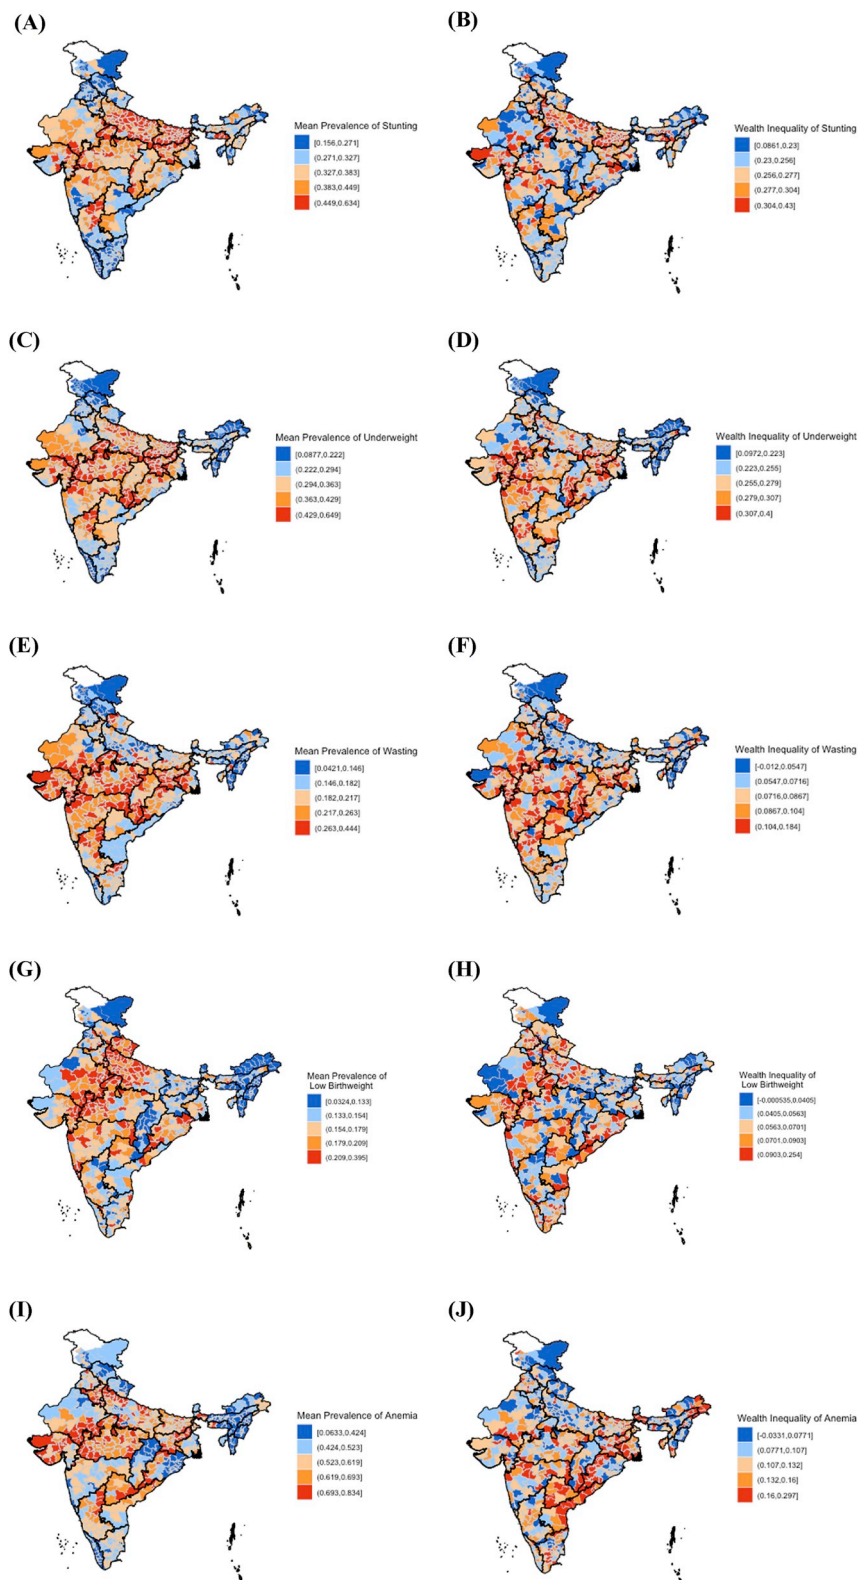 (A)
Mean Prevalence of Stunting
[0.156,0.271]
(0.271,0.327]
(0.327,0.383]
(0.383,0.449]
(0.449,0.634]
(B)
Wealth Inequality of Stunting
[0.0861,0.23]
(0.23,0.256]
(0.256,0.277]
(0.277,0.304]
(0.304,0.43]
(C)
Mean Prevalence of Underweight
[0.0877,0.222]
(0.222,0.294]
(0.294,0.363]
(0.363,0.429]
(0.429,0.649]
(D)
Wealth Inequality of Underweight
[0.0972,0.223]
(0.223,0.255]
(0.255,0.279]
(0.279,0.307]
(0.307,0.4]
(E)
Mean Prevalence of Wasting
[0.0421,0.146]
(0.146,0.182]
(0.182,0.217]
(0.217,0.263]
(0.263,0.444]
(F)
Wealth Inequality of Wasting
[-0.012,0.0547]
(0.0547,0.0716]
(0.0716,0.0867]
(0.0867,0.104]
(0.104,0.184]
(G)
Mean Prevalence of
Low Birthweight
[0.0324,0.133]
(0.133,0.154]
(0.154,0.179]
(0.179,0.209]
(0.209,0.395]
(H)
Wealth Inequality of
Low Birthweight
[-0.000535,0.0405]
(0.0405,0.0563]
(0.0563,0.0701]
(0.0701,0.0903]
(0.0903,0.254]
(I)
Mean Prevalence of Anemia
[0.0633,0.424]
(0.424,0.523]
(0.523,0.619]
(0.619,0.693]
(0.693,0.834]
(J)
Wealth Inequality of Anemia
[-0.0331,0.0771]
(0.0771,0.107]
(0.107,0.132]
(0.132,0.16]
(0.16,0.297]